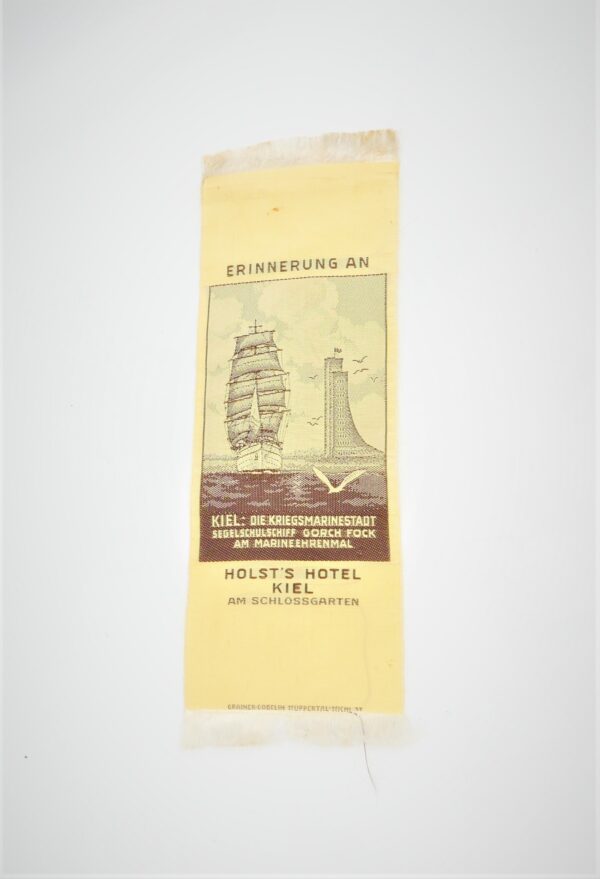 ERINNERUNG AN
KIEL: DIE KRIEGSMARINESTADT
SEGELSCHULSCHIFF GORCH FOCK
AM MARINEEHRENMAL
HOLST'S HOTEL
KIEL
AM SCHLOSSGARTEN